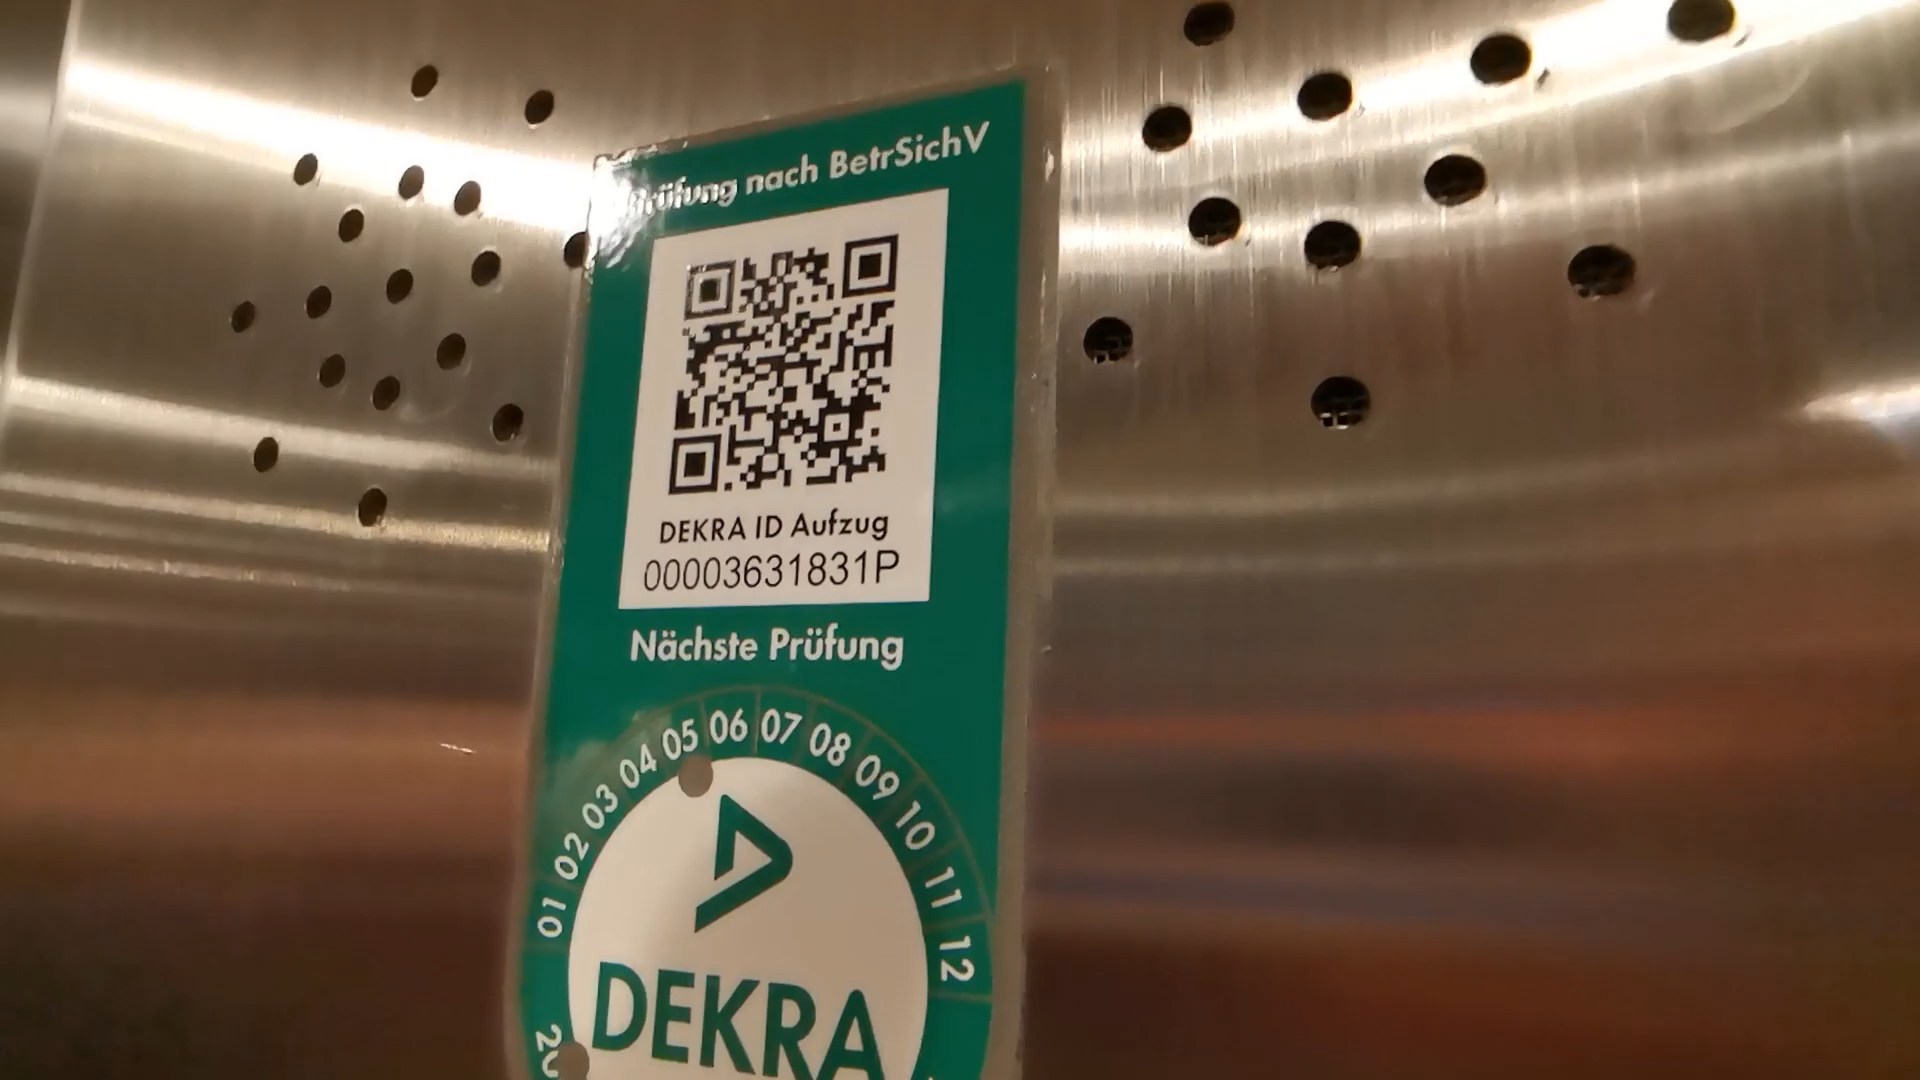 Prüfung nach BetrSichV
DEKRA ID Aufzug
00003631831P
Nächste Prüfung
01 02 03 04 05 06 07 08 09 10 11 12
DEKRA